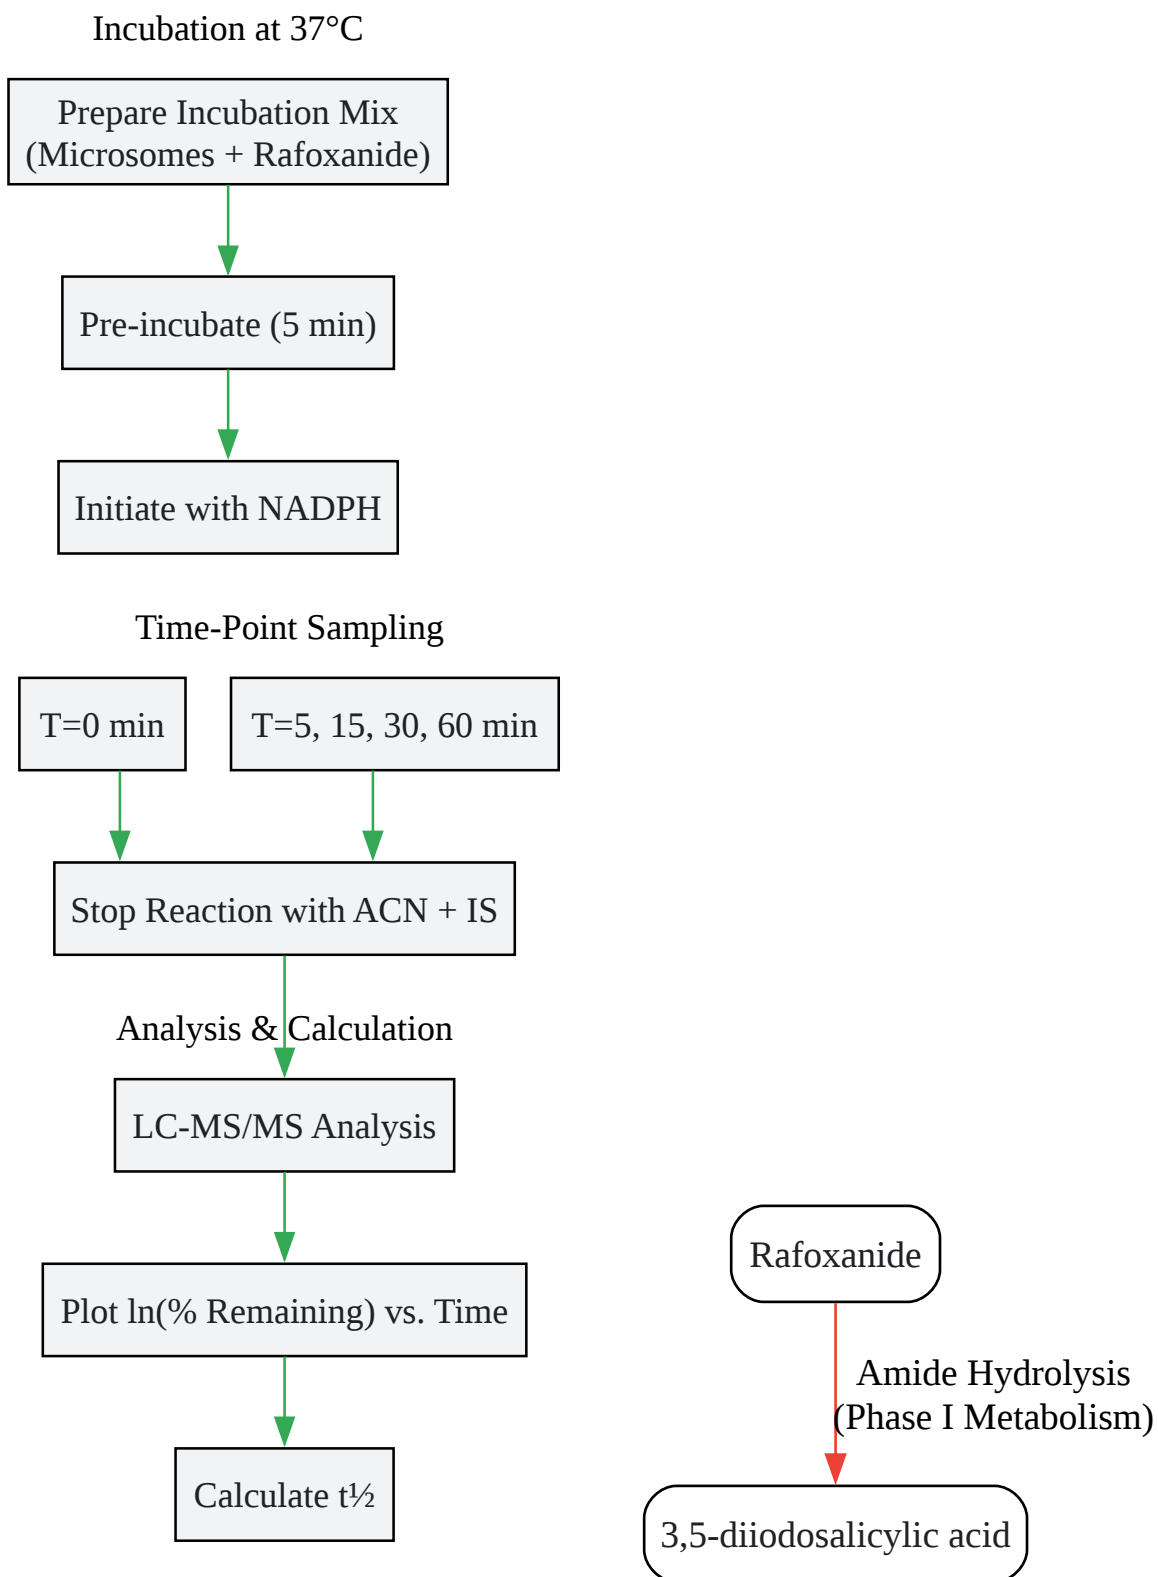 Incubation at 37°C
Prepare Incubation Mix
(Microsomes + Rafoxanide)
Pre-incubate (5 min)
Initiate with NADPH
Time-Point Sampling
T=0 min
T=5, 15, 30, 60 min
Stop Reaction with ACN + IS
Analysis & Calculation
LC-MS/MS Analysis
Plot ln(% Remaining) vs. Time
Calculate t½
Rafoxanide
Amide Hydrolysis
(Phase I Metabolism)
3,5-diiodosalicylic acid